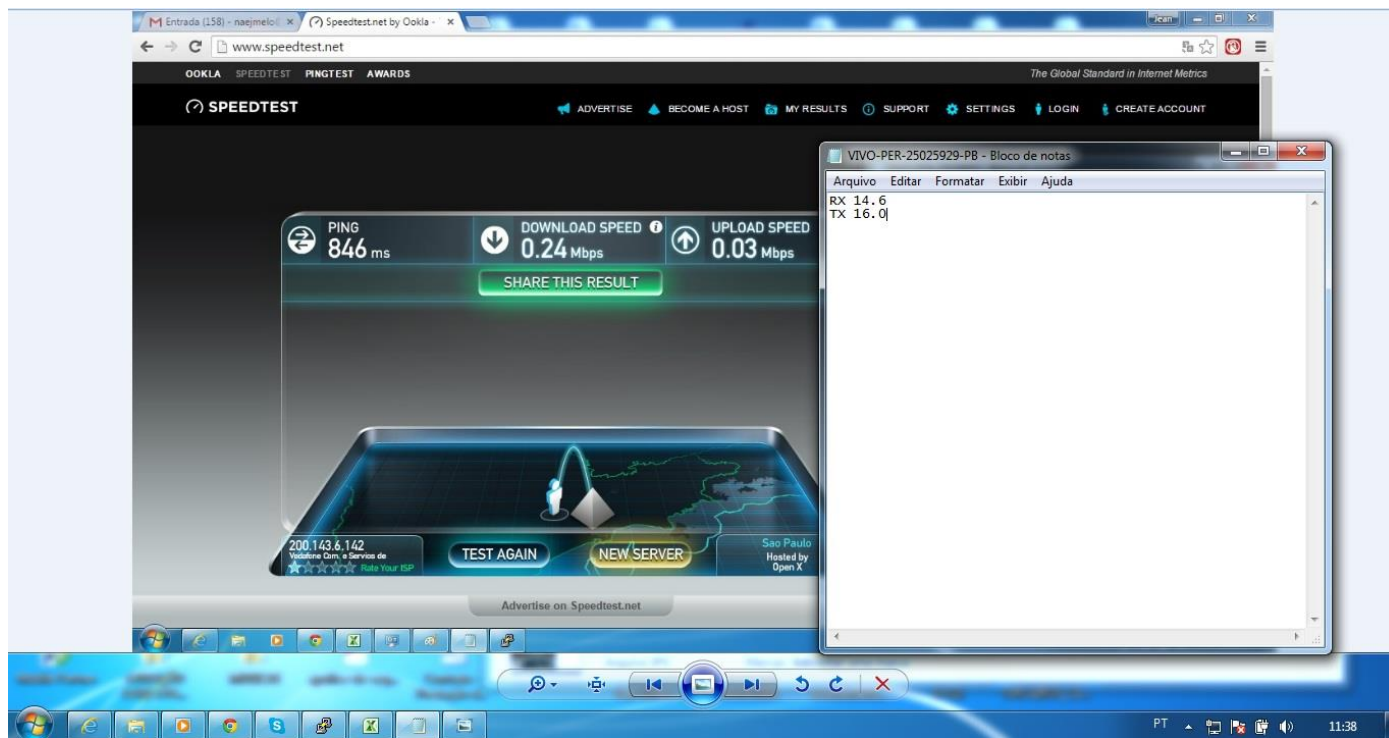 Entrada (158) - naejmelo
Speedtest.net by Ookla -
Jean
www.speedtest.net
OOKLA SPEEDTEST PINGTEST AWARDS
The Global Standard in Internet Metrics
SPEEDTEST
ADVERTISE BECOME A HOST MY RESULTS SUPPORT SETTINGS LOGIN CREATE ACCOUNT
VIVO-PER-25025929-PB - Bloco de notas
Arquivo Editar Formatar Exibir Ajuda
RX 14.6
TX 16.0
PING
846 ms
DOWNLOAD SPEED
0.24 Mbps
UPLOAD SPEED
0.03 Mbps
SHARE THIS RESULT
200.143.6.142
Vodafone Com. e Servico de
Rate Your ISP
TEST AGAIN
NEW SERVER
Sao Paulo
Hosted by
Open X
Advertise on Speedtest.net
PT
11:38